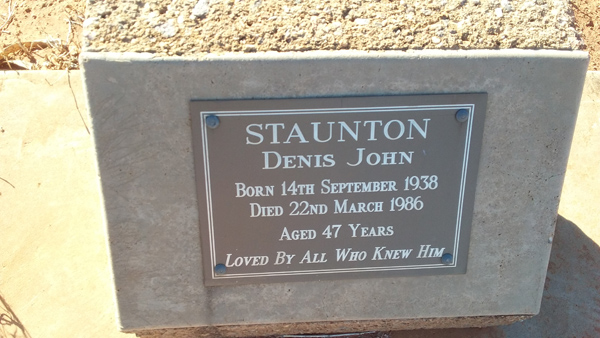 STAUNTON
DENIS JOHN
BORN 14TH SEPTEMBER 1938
DIED 22ND MARCH 1986
AGED 47 YEARS
LOVED BY ALL WHO KNEW HIM